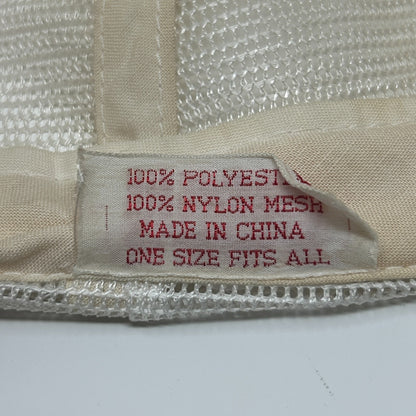 100% POLYESTE
100% NYLON MESH
MADE IN CHINA
ONE SIZE FITS ALL